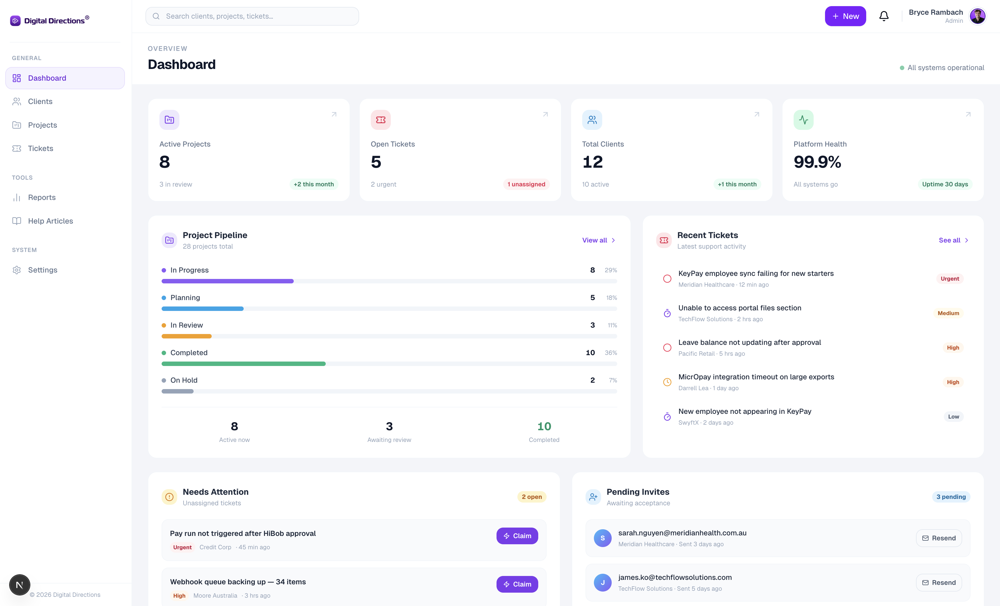 Digital Directions®
GENERAL
Dashboard
Clients
Projects
Tickets
TOOLS
Reports
Help Articles
SYSTEM
Settings
N
© 2026 Digital Directions
Search clients, projects, tickets...
+ New
Bryce Rambach
Admin
OVERVIEW
Dashboard
All systems operational
Active Projects
8
3 in review
+2 this month
Open Tickets
5
2 urgent
1 unassigned
Total Clients
12
10 active
+1 this month
Platform Health
99.9%
All systems go
Uptime 30 days
Project Pipeline
28 projects total
View all
In Progress 8 29%
Planning 5 18%
In Review 3 11%
Completed 10 36%
On Hold 2 7%
8
Active now
3
Awaiting review
10
Completed
Recent Tickets
Latest support activity
See all
KeyPay employee sync failing for new starters
Meridian Healthcare · 12 min ago
Urgent
Unable to access portal files section
TechFlow Solutions · 2 hrs ago
Medium
Leave balance not updating after approval
Pacific Retail · 5 hrs ago
High
MicrOpay integration timeout on large exports
Darrell Lea · 1 day ago
High
New employee not appearing in KeyPay
SwyftX · 2 days ago
Low
Needs Attention
Unassigned tickets
2 open
Pay run not triggered after HiBob approval
Urgent Credit Corp · 45 min ago
Claim
Webhook queue backing up — 34 items
High Moore Australia · 3 hrs ago
Claim
Pending Invites
Awaiting acceptance
3 pending
S
sarah.nguyen@meridianhealth.com.au
Meridian Healthcare · Sent 3 days ago
Resend
J
james.ko@techflowsolutions.com
TechFlow Solutions · Sent 5 days ago
Resend